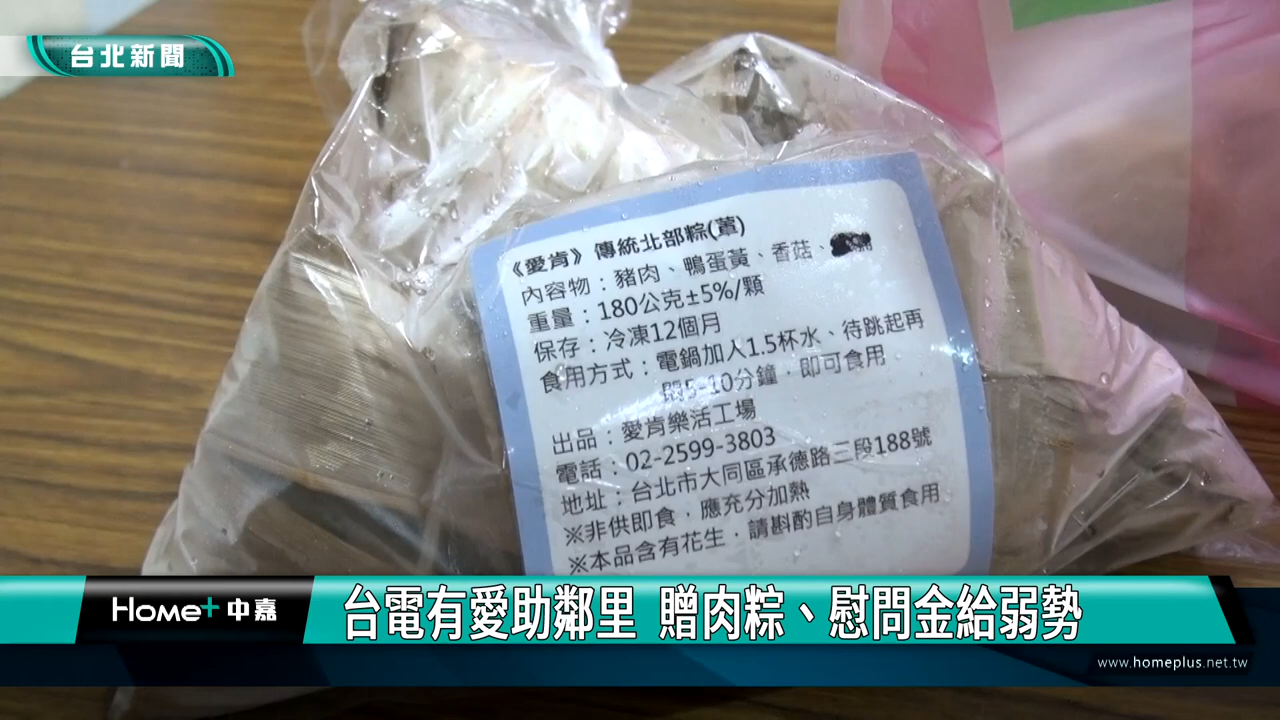 台北新聞
《愛肯》傳統北部粽(葷)
內容物：豬肉、鴨蛋黃、香菇、
重量：180公克±5%/顆
保存：冷凍12個月
食用方式：電鍋加入1.5杯水、待跳起再
燜5-10分鐘，即可食用
出品：愛肯樂活工場
電話：02-2599-3803
地址：台北市大同區承德路三段188號
※非供即食，應充分加熱
※本品含有花生．請斟酌自身體質食用
Home+中嘉
台電有愛助鄰里 贈肉粽、慰問金給弱勢
www.homeplus.net.tw